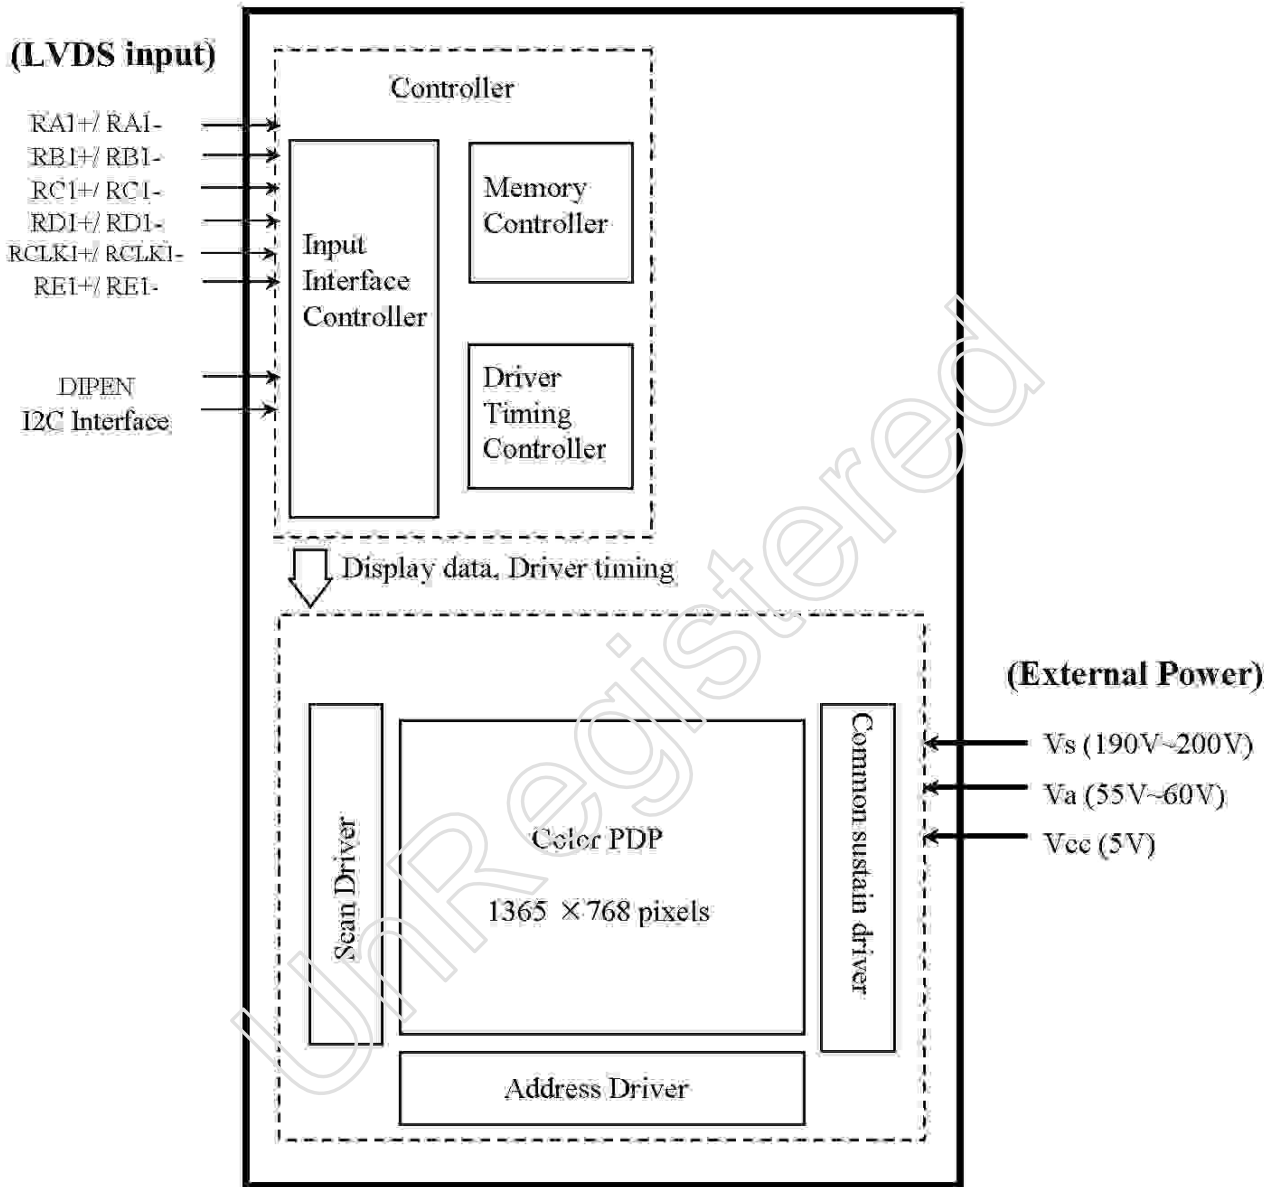 (LVDS input)
Controller
RA1+/ RA1-
RB1+/ RB1-
RC1+/ RC1-
RD1+/ RD1-
RCLK1+/ RCLK1-
RE1+/ RE1-
DIPEN
I2C Interface
Input
Interface
Controller
Memory
Controller
Driver
Timing
Controller
Display data, Driver timing
(External Power)
Vs (190V~200V)
Va (55V~60V)
Vcc (5V)
Scan Driver
Color PDP
1365 ×768 pixels
Common sustain driver
Address Driver
UnRegistered